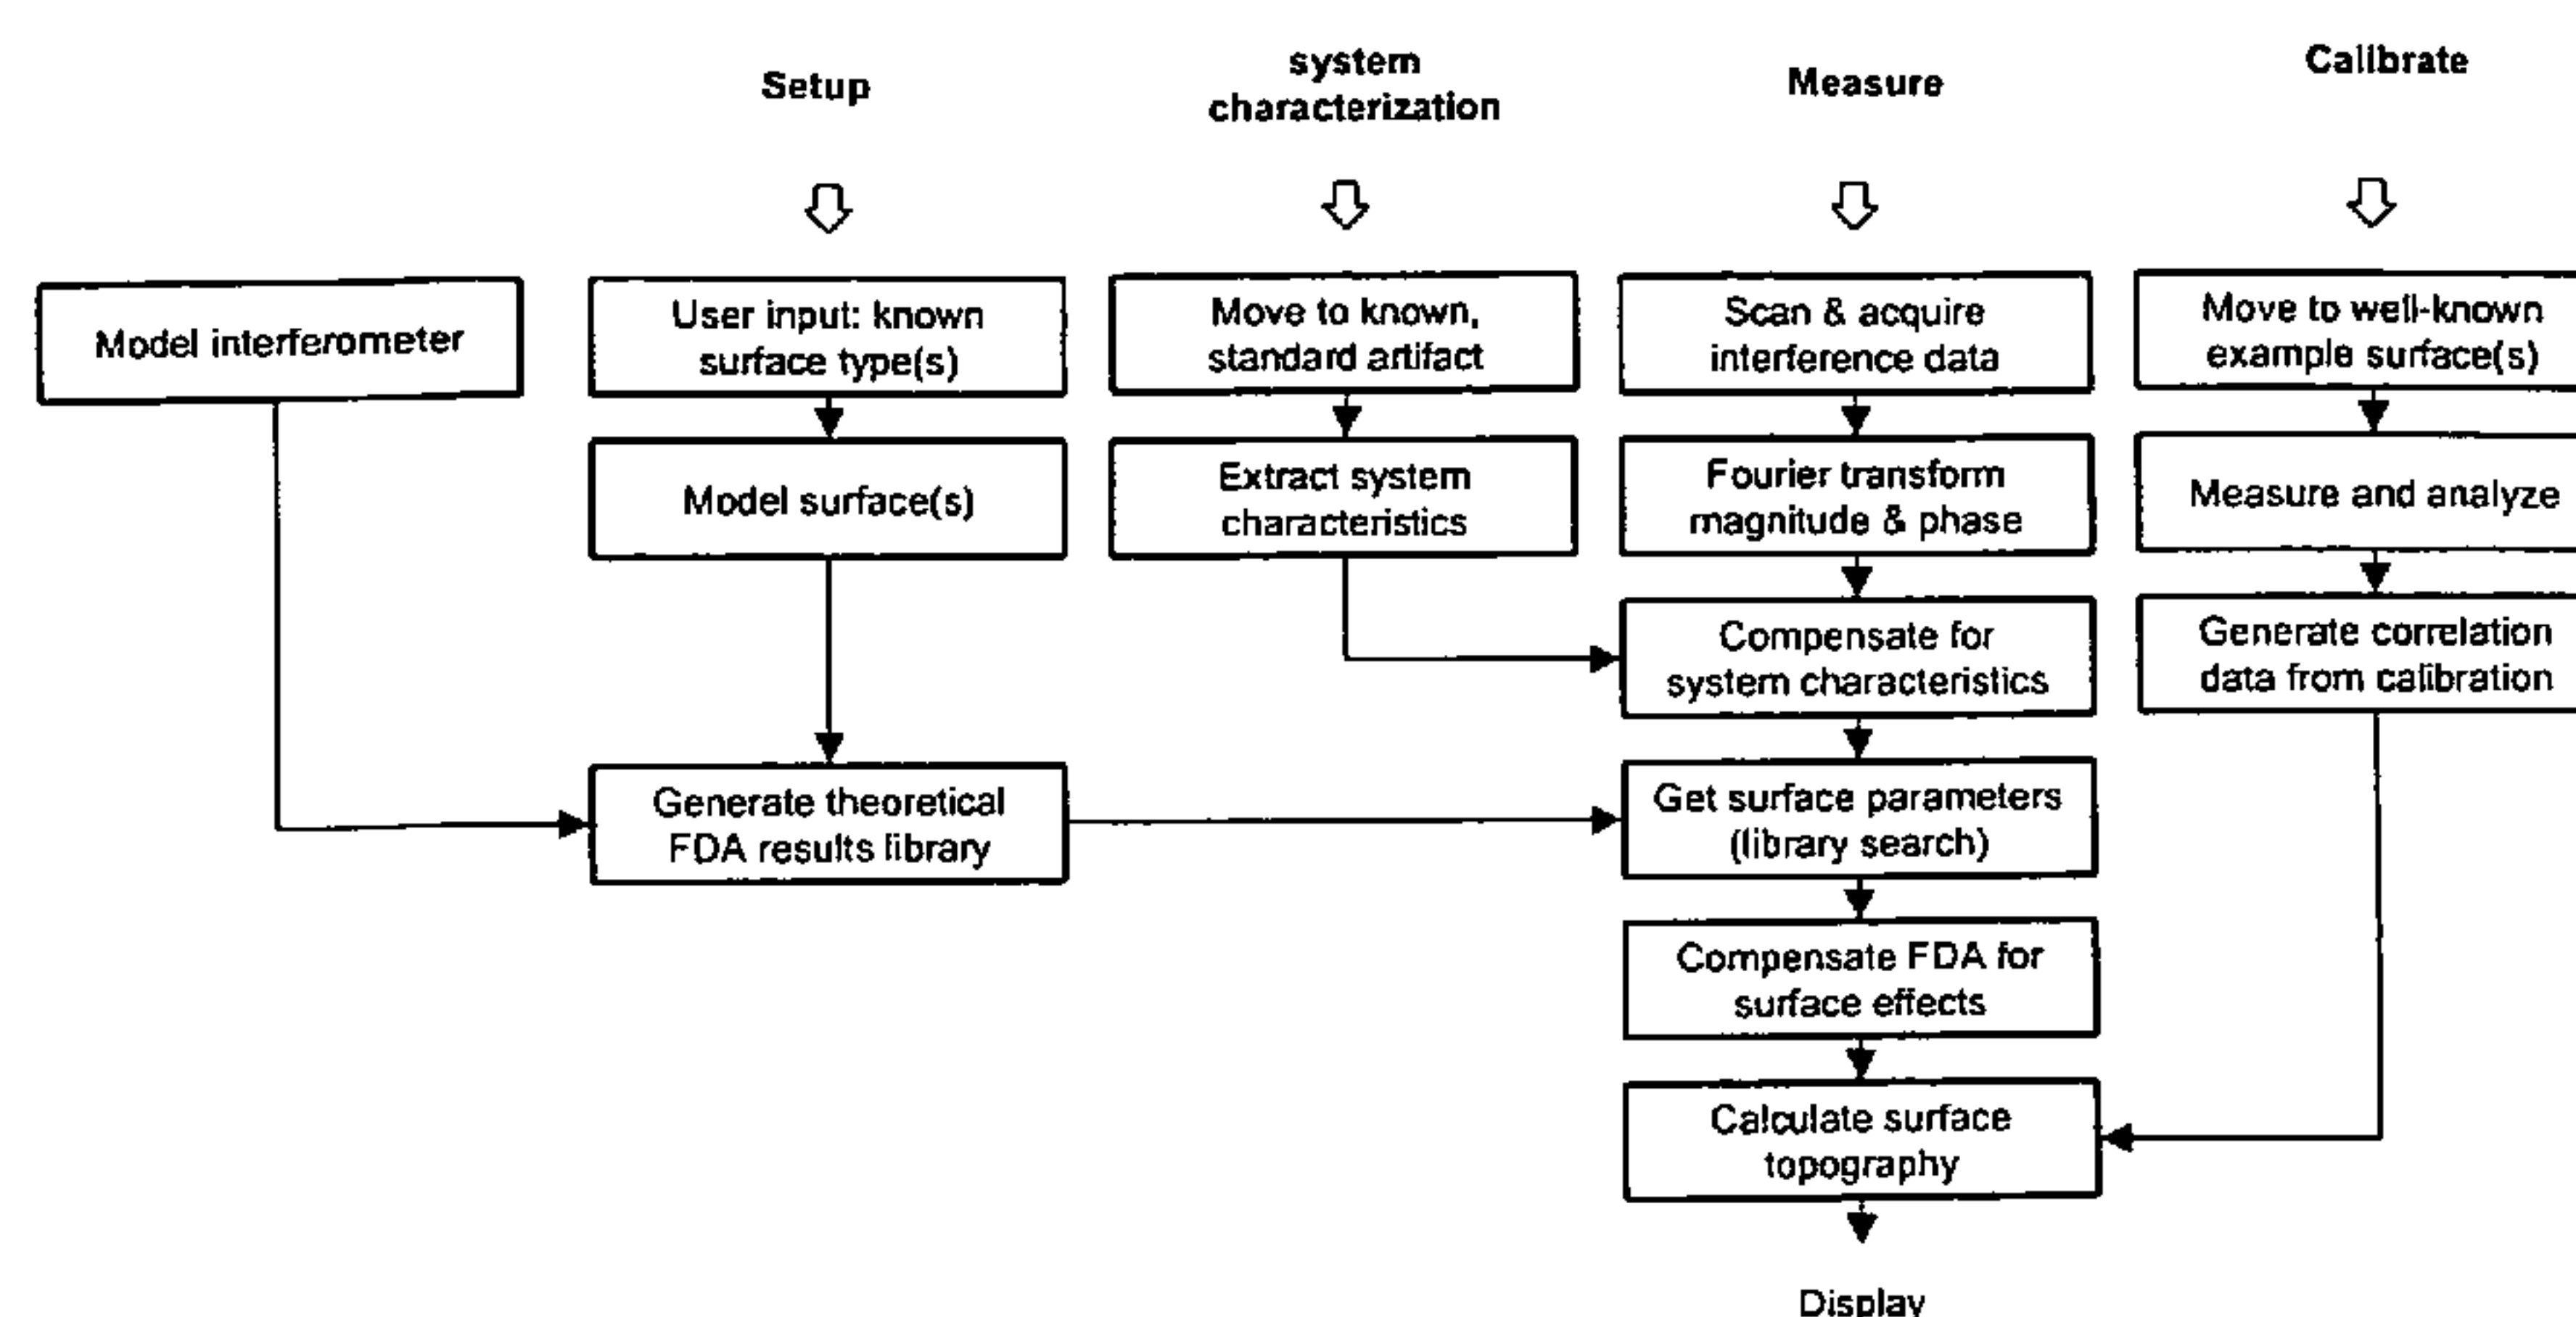 Setup
system
characterization
Measure
Calibrate
Model interferometer
User input: known
surface type(s)
Model surface(s)
Generate theoretical
FDA results library
Move to known,
standard artifact
Extract system
characteristics
Scan & acquire
interference data
Fourier transform
magnitude & phase
Compensate for
system characteristics
Get surface parameters
(library search)
Compensate FDA for
surface effects
Calculate surface
topography
Display
Move to well-known
example surface(s)
Measure and analyze
Generate correlation
data from calibration